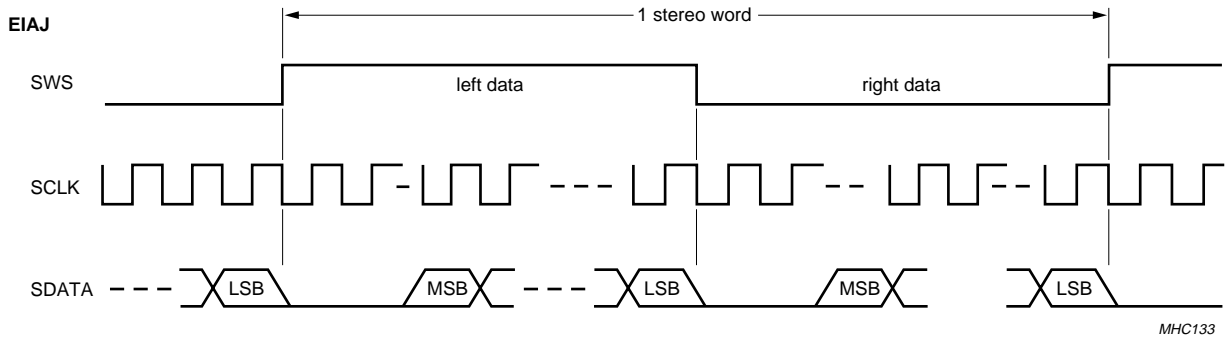 1 stereo word
EIAJ
SWS
left data
right data
SCLK
SDATA
LSB
MSB
LSB
MSB
LSB
MHC133